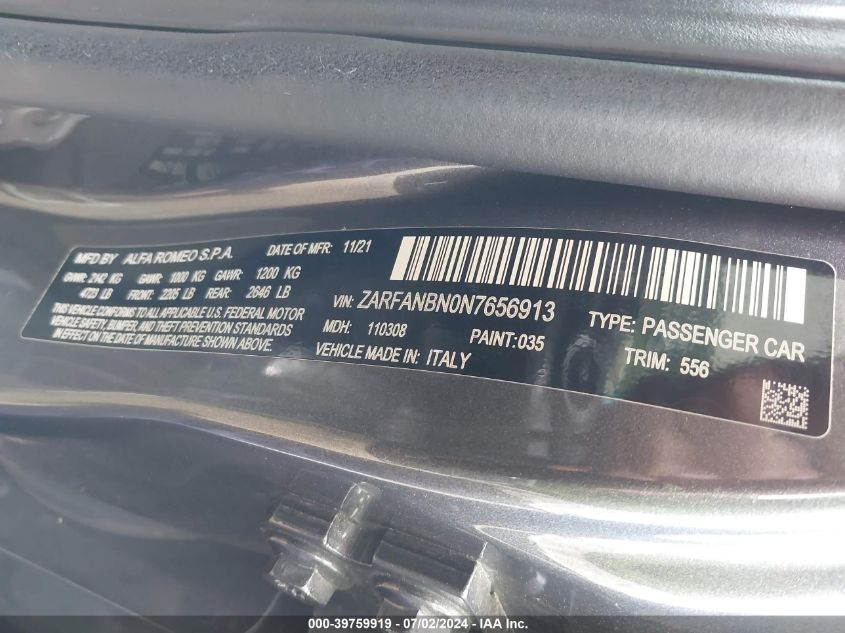 MFD BY ALFA ROMEO S.P.A. DATE OF MFR: 11/21
GVWR: 2142 KG GAWR: 1000 KG GAWR: 1200 KG
4723 LB FRONT: 2205 LB REAR: 2646 LB
THIS VEHICLE CONFORMS TO ALL APPLICABLE U.S. FEDERAL MOTOR
VEHICLE SAFETY, BUMPER, AND THEFT PREVENTION STANDARDS
IN EFFECT ON THE DATE OF MANUFACTURE SHOWN ABOVE.
VIN: ZARFANBN0N7656913 TYPE: PASSENGER CAR
MDH: 110308 PAINT:035 TRIM: 556
VEHICLE MADE IN: ITALY
000-39759919 / 07/02/2024 - IAA Inc.